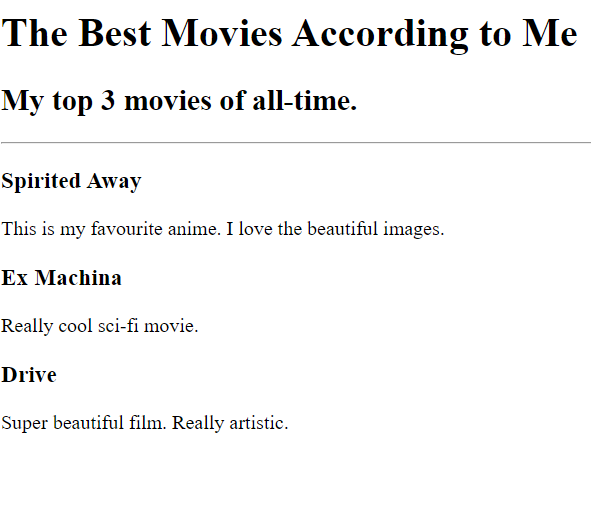 The Best Movies According to Me
My top 3 movies of all-time.
Spirited Away
This is my favourite anime. I love the beautiful images.
Ex Machina
Really cool sci-fi movie.
Drive
Super beautiful film. Really artistic.